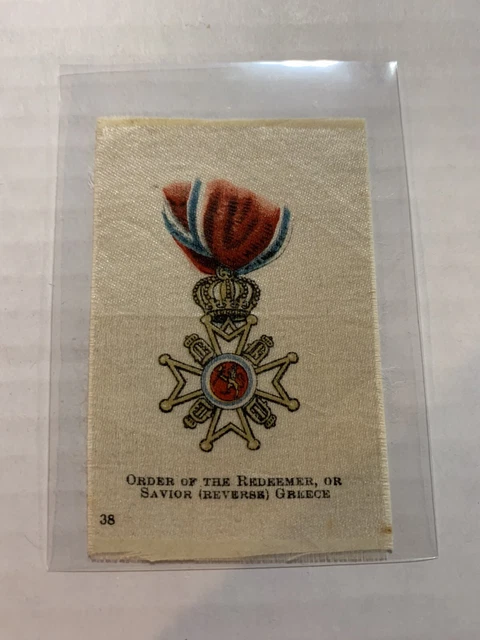 ORDER OF THE REDEEMER, OR
SAVIOR (REVERSE) GREECE
38